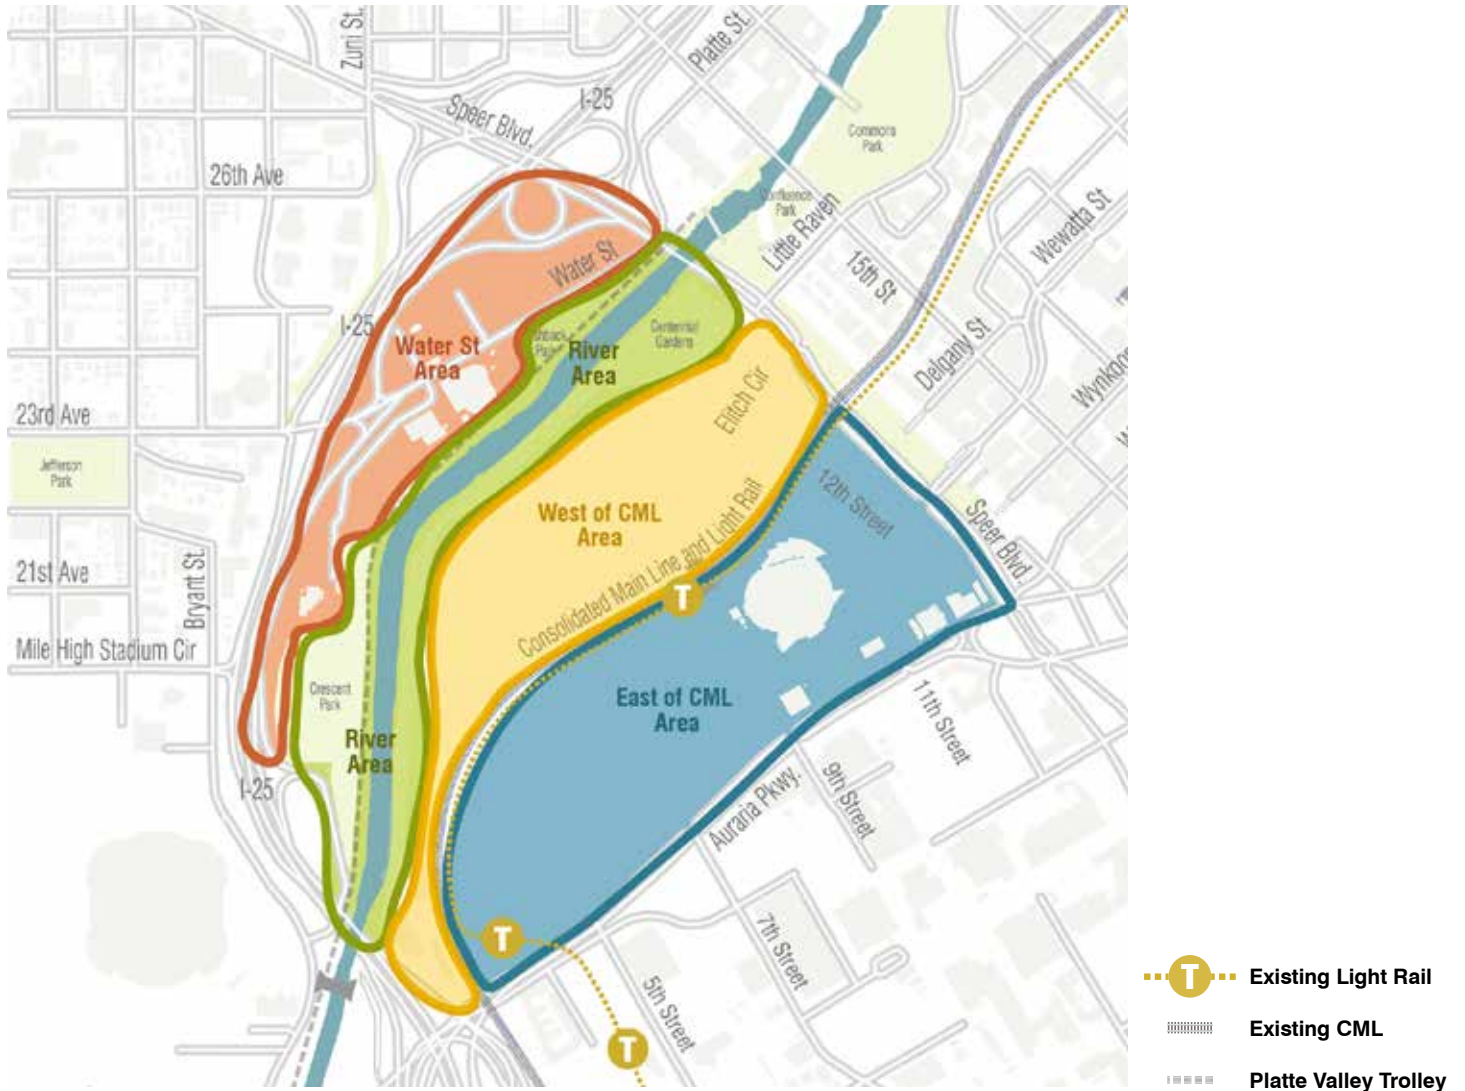 Zuni St.
Platte St.
I-25
Speer Blvd.
Commons
Park
26th Ave
Confluence
Park
Little Raven
Wewatta St
Water St
15th St
I-25
Centennial
Gardens
Water St
Area
River
Area
Delgany St
Elitch Cir
23rd Ave
Jefferson
Park
12th Street
West of CML
Area
Speer Blvd.
Consolidated Main Line and Light Rail
21st Ave
Bryant St.
T
Mile High Stadium Cir
Crescent
Park
East of CML
Area
11th Street
River
Area
I-25
9th Street
Auraria Pkwy.
7th Street
T
5th Street
T
T Existing Light Rail
Existing CML
Platte Valley Trolley